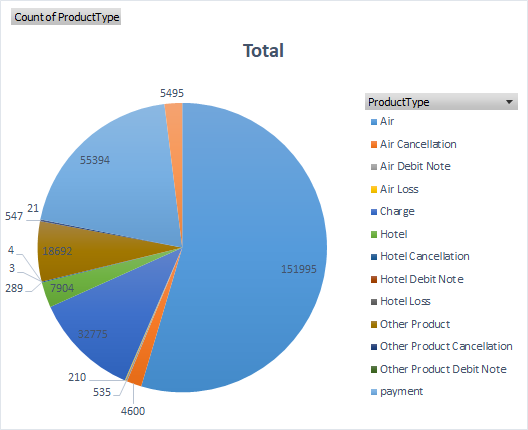 Count of ProductType
Total
5495
55394
21
547
18692
4
3
289
7904
32775
210
535
4600
151995
ProductType
Air
Air Cancellation
Air Debit Note
Air Loss
Charge
Hotel
Hotel Cancellation
Hotel Debit Note
Hotel Loss
Other Product
Other Product Cancellation
Other Product Debit Note
payment